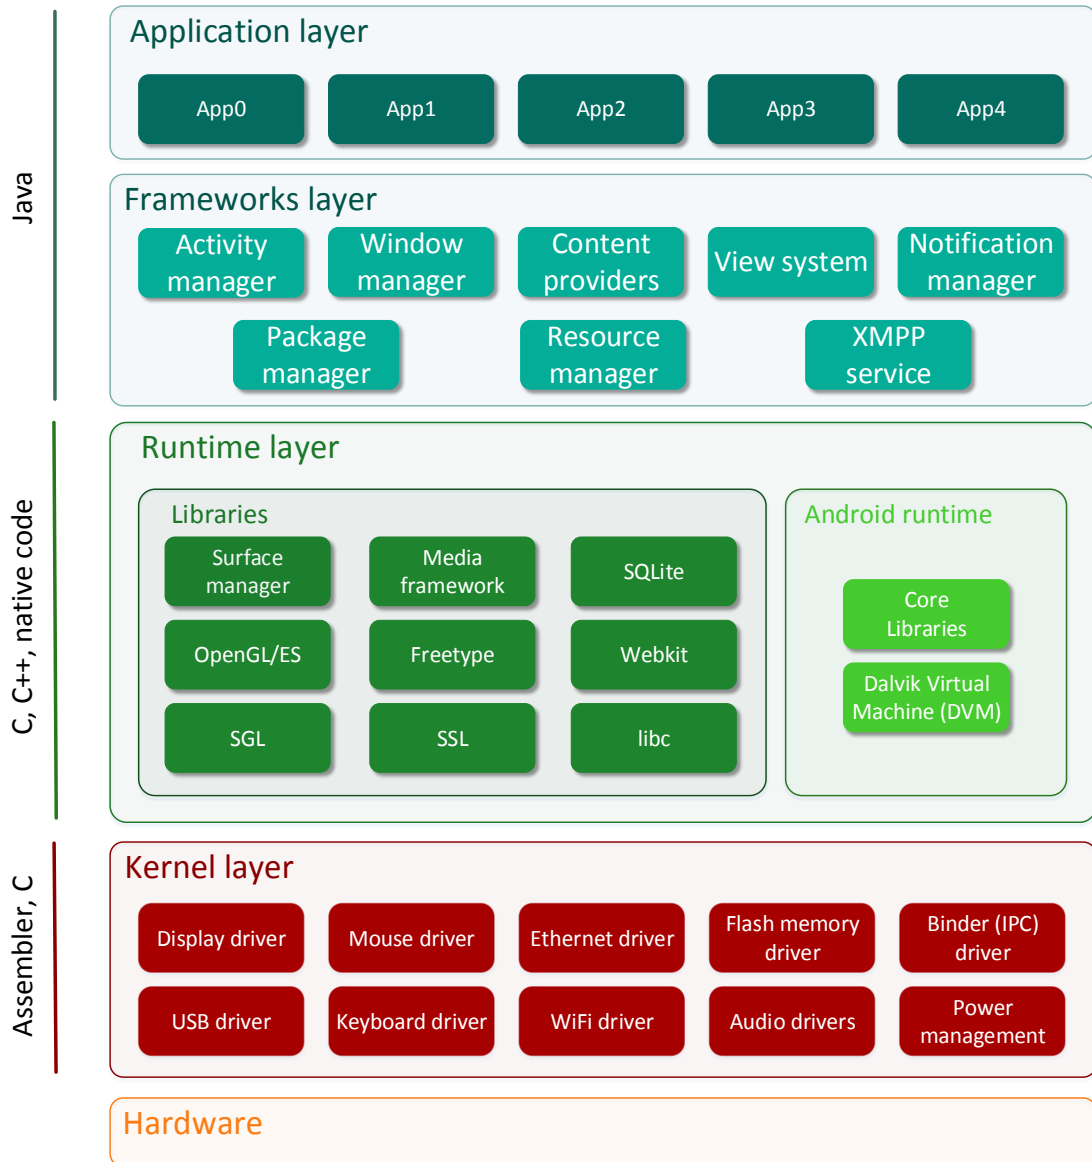 Application layer
App0
App1
App2
App3
App4
Java
Frameworks layer
Activity
manager
Window
manager
Content
providers
View system
Notification
manager
Package
manager
Resource
manager
XMPP
service
C, C++, native code
Runtime layer
Libraries
Surface
manager
Media
framework
SQLite
OpenGL/ES
Freetype
Webkit
SGL
SSL
libc
Android runtime
Core
Libraries
Dalvik Virtual
Machine (DVM)
Assembler, C
Kernel layer
Display driver
Mouse driver
Ethernet driver
Flash memory
driver
Binder (IPC)
driver
USB driver
Keyboard driver
WiFi driver
Audio drivers
Power
management
Hardware